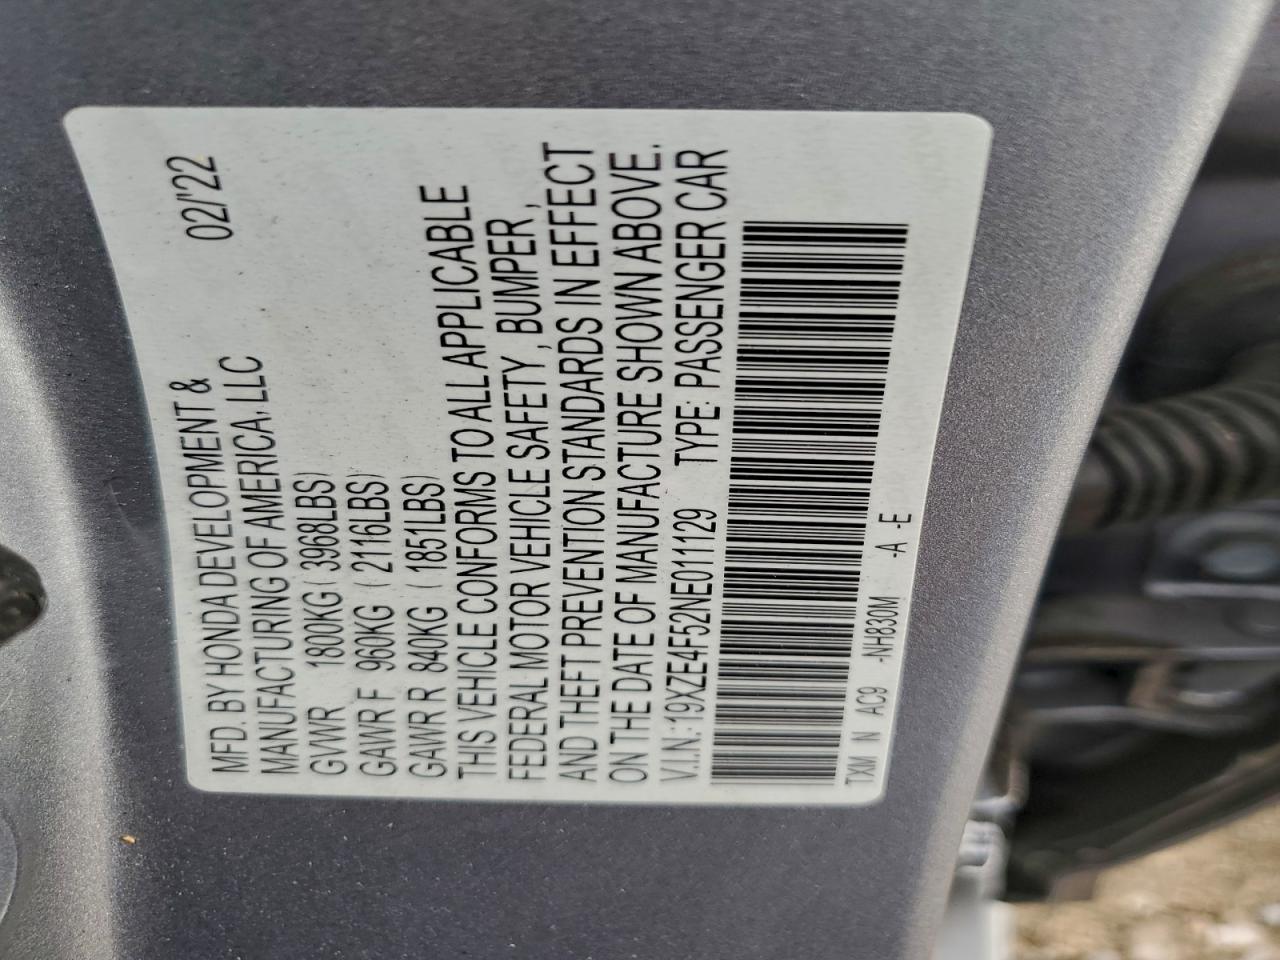 MFD. BY HONDA DEVELOPMENT & 02/'22
MANUFACTURING OF AMERICA, LLC
GVWR 1800KG ( 3968LBS)
GAWR F 960KG ( 2116LBS)
GAWR R 840KG ( 1851LBS)
THIS VEHICLE CONFORMS TO ALL APPLICABLE
FEDERAL MOTOR VEHICLE SAFETY , BUMPER ,
AND THEFT PREVENTION STANDARDS IN EFFECT
ON THE DATE OF MANUFACTURE SHOWN ABOVE.
V.I.N.: 19XZE4F52NE011129 TYPE: PASSENGER CAR
TXM N AC9 -NH830M -A -E